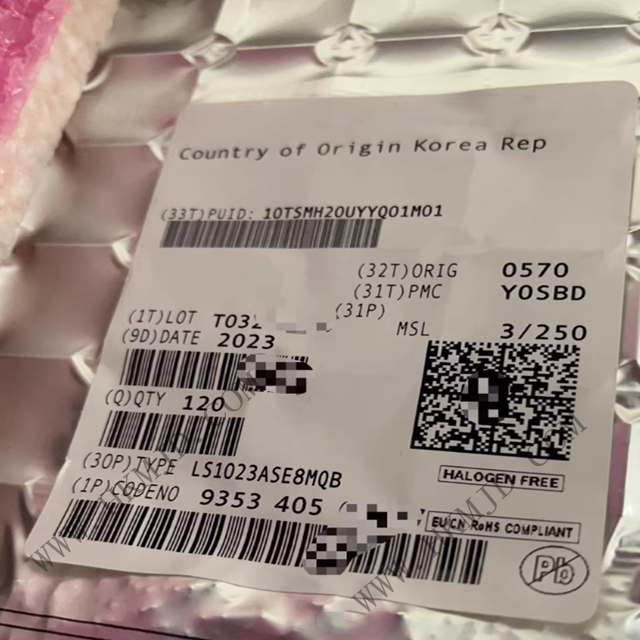 Country of Origin Korea Rep
(33T)PUID: 10TSMH20UYYQ01M01
(32T)ORIG 0570
(31T)PMC Y0SBD
(31P)
MSL 3/250
(1T)LOT T03
(9D)DATE 2023
(Q)QTY 120
(30P)TYPE LS1023ASE8MQB
(1P)CODENO 9353 405
HALOGEN FREE
EU/CN RoHS COMPLIANT
Pb